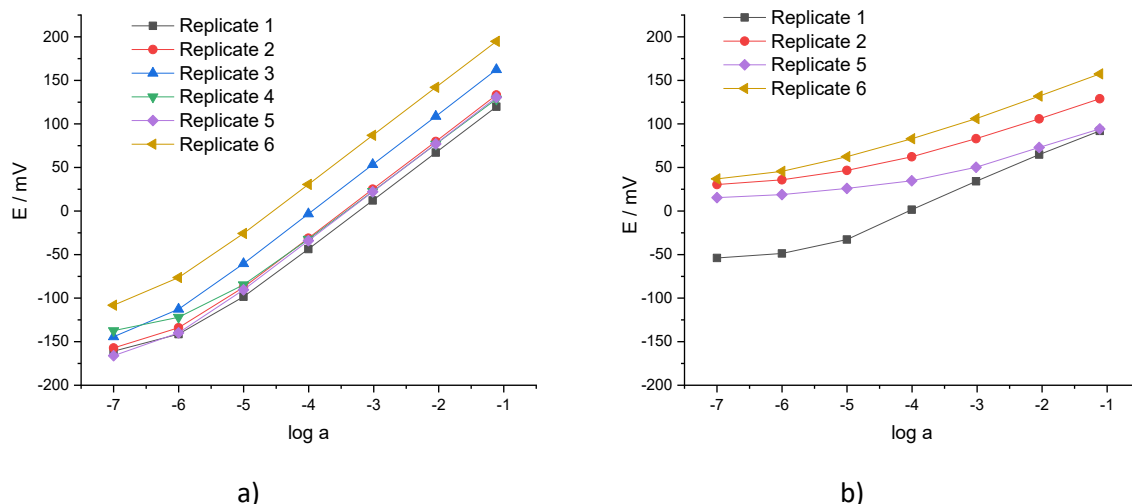 Replicate 1
Replicate 2
Replicate 3
Replicate 4
Replicate 5
Replicate 6
200
150
100
50
0
-50
-100
-150
-200
E / mV
-7 -6 -5 -4 -3 -2 -1
log a
a)
Replicate 1
Replicate 2
Replicate 5
Replicate 6
200
150
100
50
0
-50
-100
-150
-200
E / mV
-7 -6 -5 -4 -3 -2 -1
log a
b)